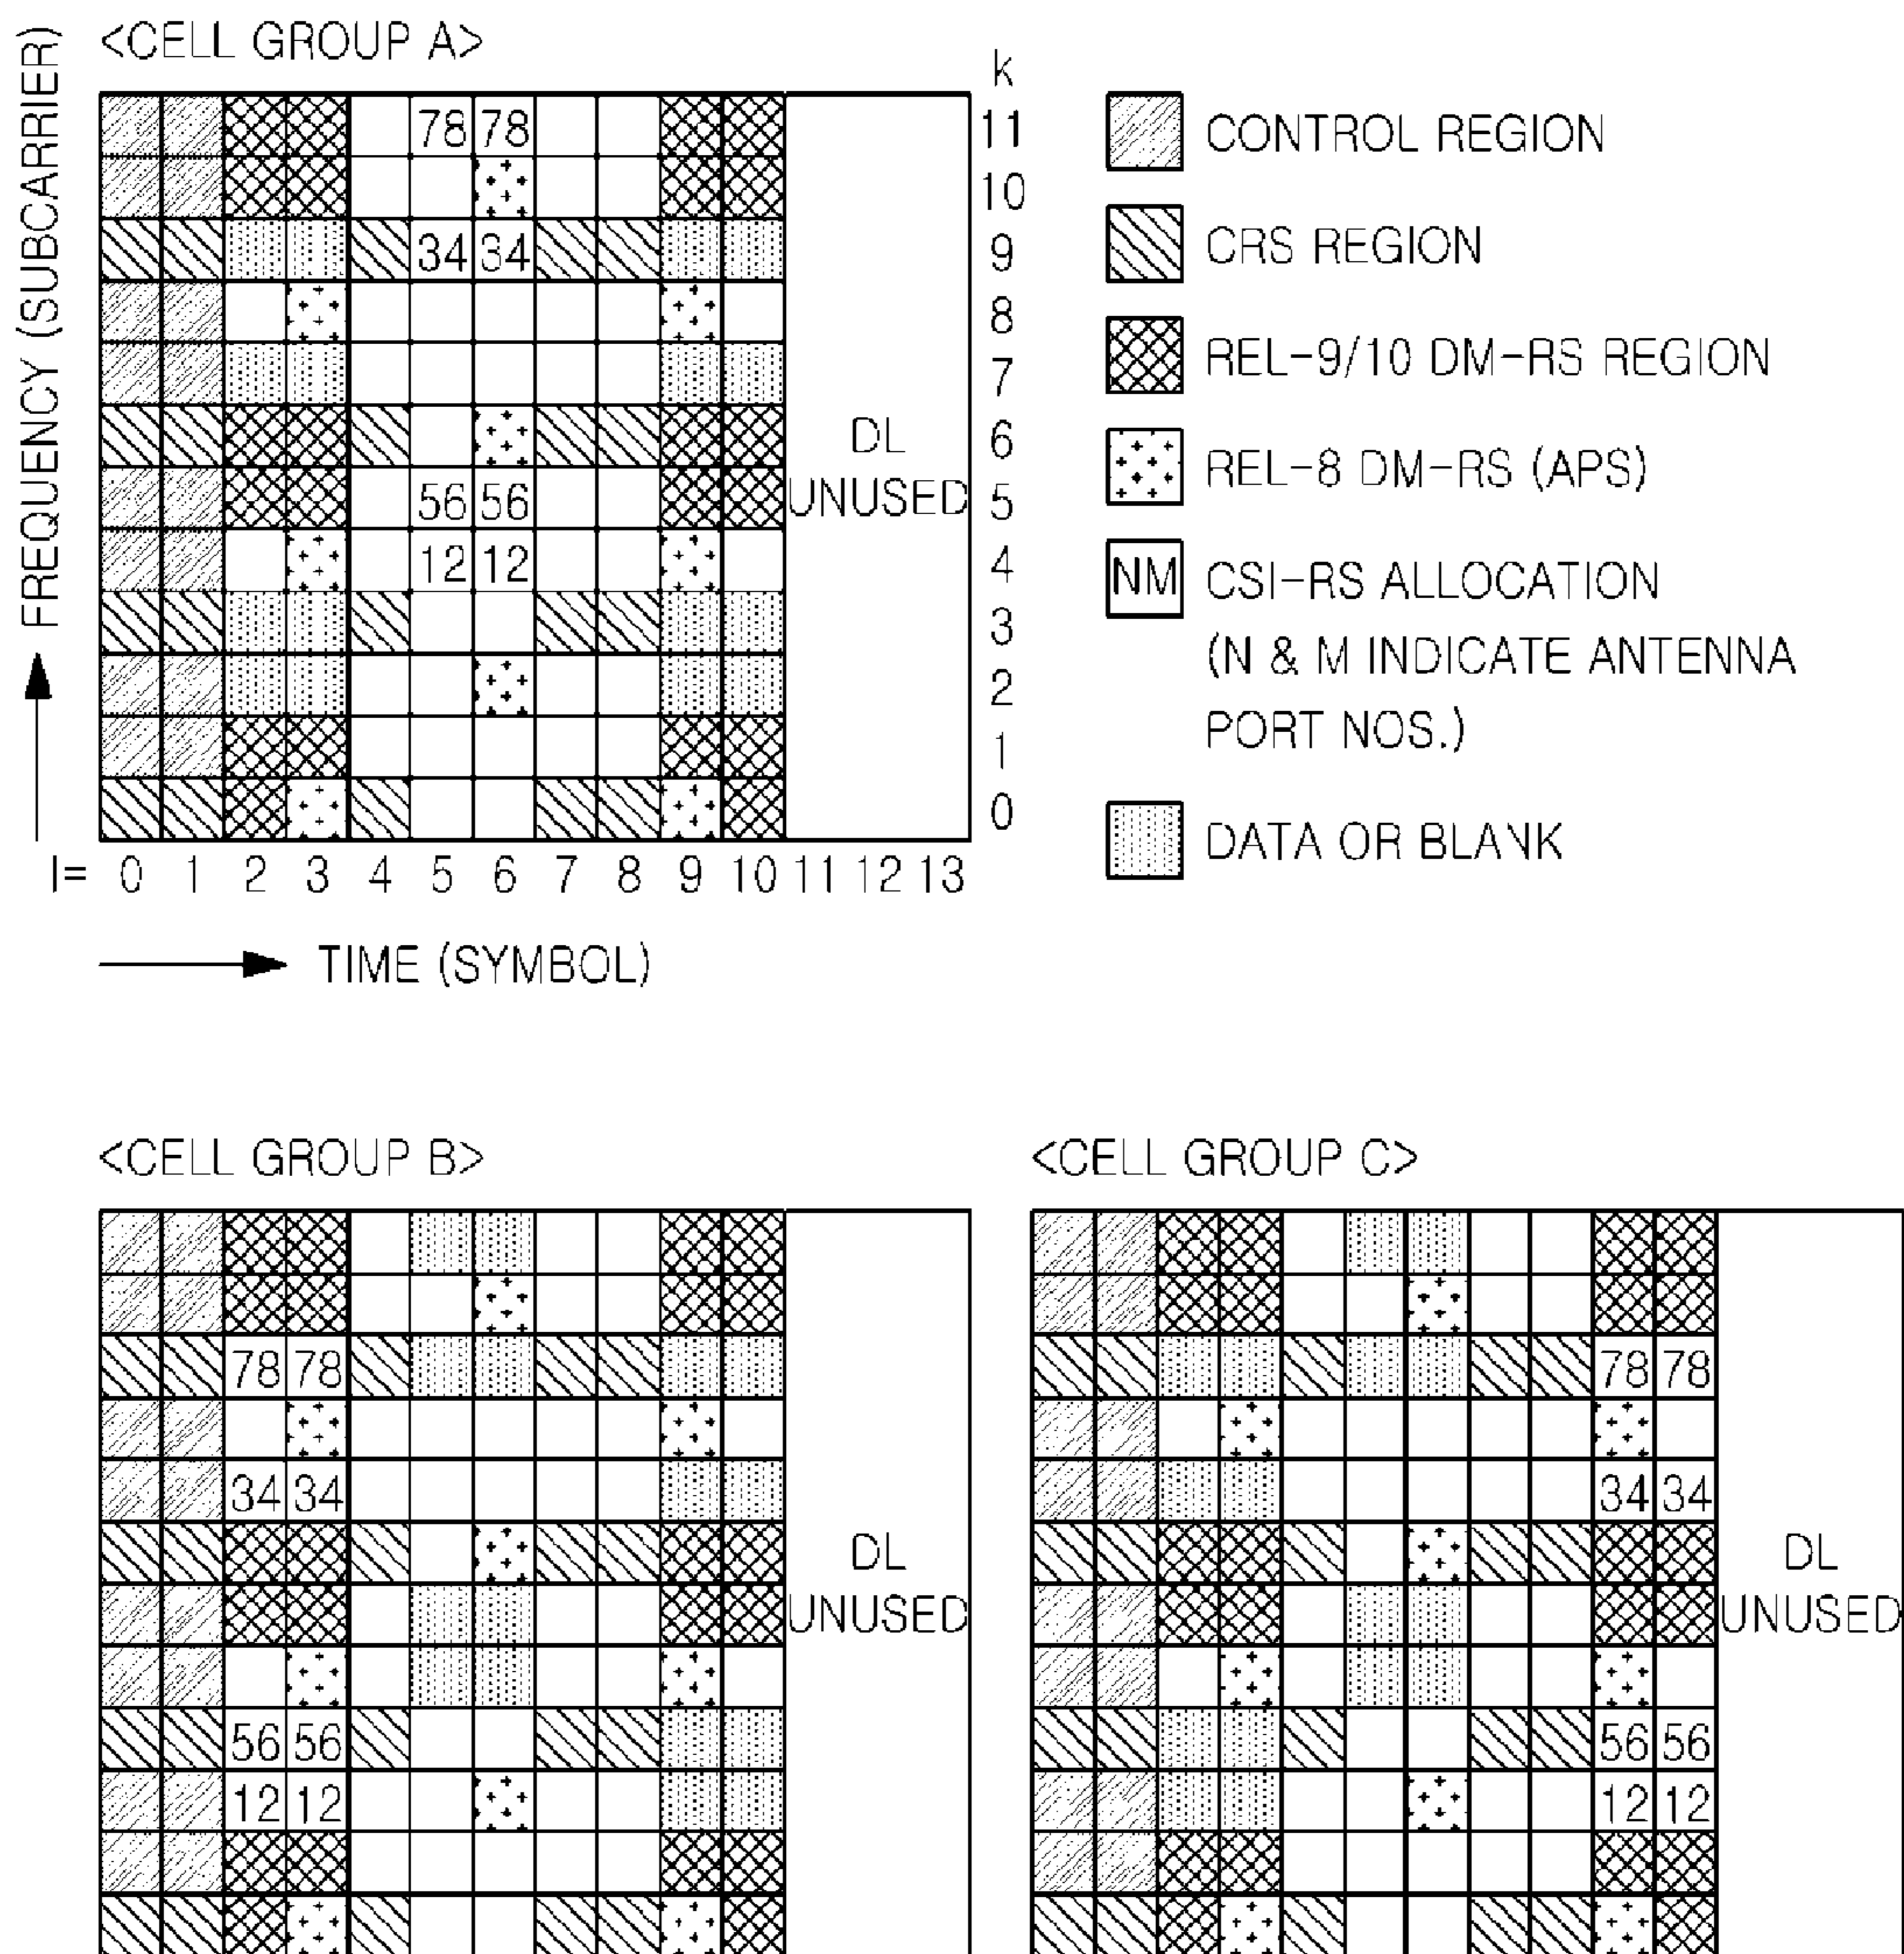 <CELL GROUP A>
k
FREQUENCY (SUBCARRIER)
78 78 11
10
34 34 9
8
7
DL 6
56 56 UNUSED 5
12 12 4
3
2
1
0
l= 0 1 2 3 4 5 6 7 8 9 10 11 12 13
TIME (SYMBOL)
CONTROL REGION
CRS REGION
REL-9/10 DM-RS REGION
REL-8 DM-RS (APS)
NM CSI-RS ALLOCATION
(N & M INDICATE ANTENNA
PORT NOS.)
DATA OR BLANK
<CELL GROUP B>
78 78
34 34
DL
UNUSED
56 56
12 12
<CELL GROUP C>
78 78
34 34
DL
UNUSED
56 56
12 12